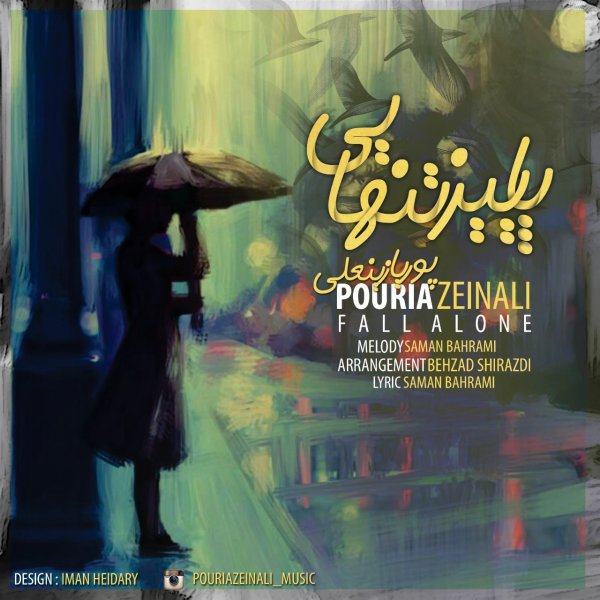 پاییز تنهایی
پوریا زینعلی
POURIA ZEINALI
FALL ALONE
MELODY SAMAN BAHRAMI
ARRANGEMENT BEHZAD SHIRAZDI
LYRIC SAMAN BAHRAMI
DESIGN : IMAN HEIDARY
POURIAZEINALI_MUSIC